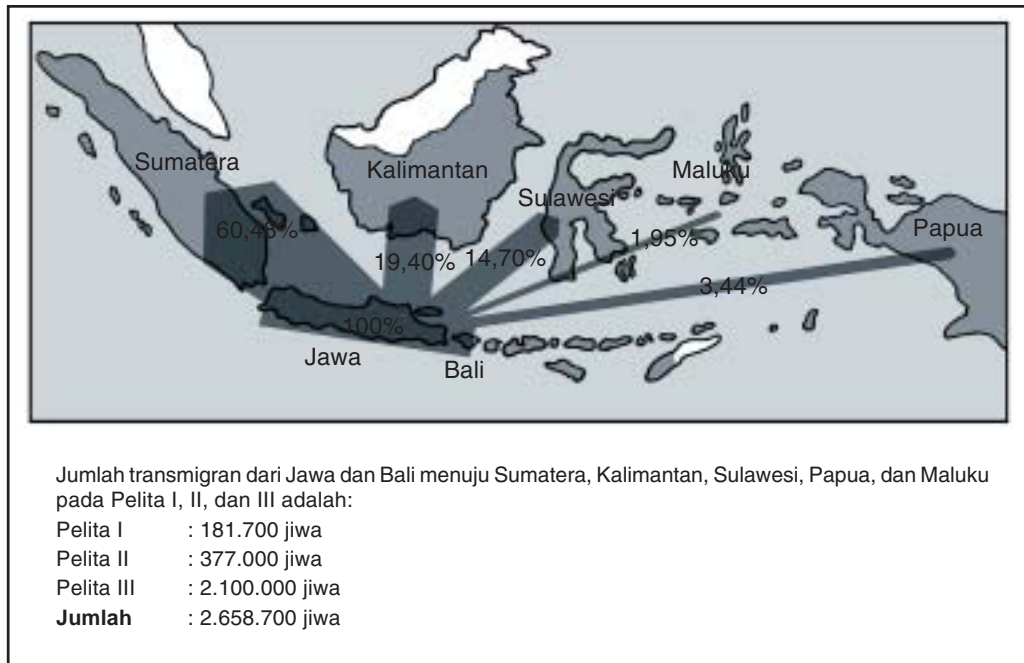 Sumatera
Kalimantan
Maluku
Sulawesi
Papua
60,48%
19,40%
14,70%
1,95%
3,44%
100%
Jawa
Bali
Jumlah transmigran dari Jawa dan Bali menuju Sumatera, Kalimantan, Sulawesi, Papua, dan Maluku
pada Pelita I, II, dan III adalah:
Pelita I : 181.700 jiwa
Pelita II : 377.000 jiwa
Pelita III : 2.100.000 jiwa
Jumlah : 2.658.700 jiwa